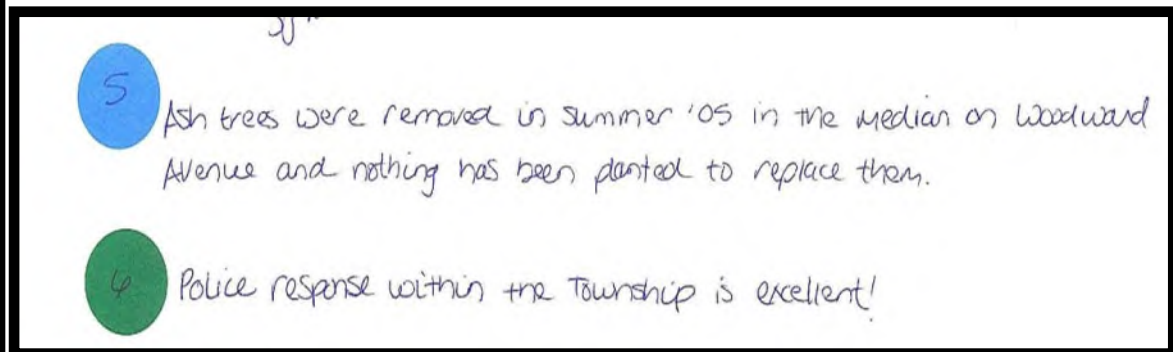 5
Ash trees were removed in summer '05 in the median on Woodward
Avenue and nothing has been planted to replace them.
6
Police response within the Township is excellent!